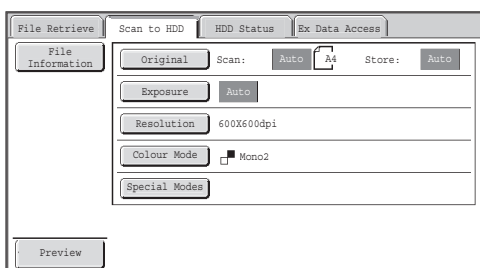 File Retrieve Scan to HDD HDD Status Ex Data Access
File
Information
Original Scan: Auto A4 Store: Auto
Exposure Auto
Resolution 600X600dpi
Colour Mode Mono2
Special Modes
Preview